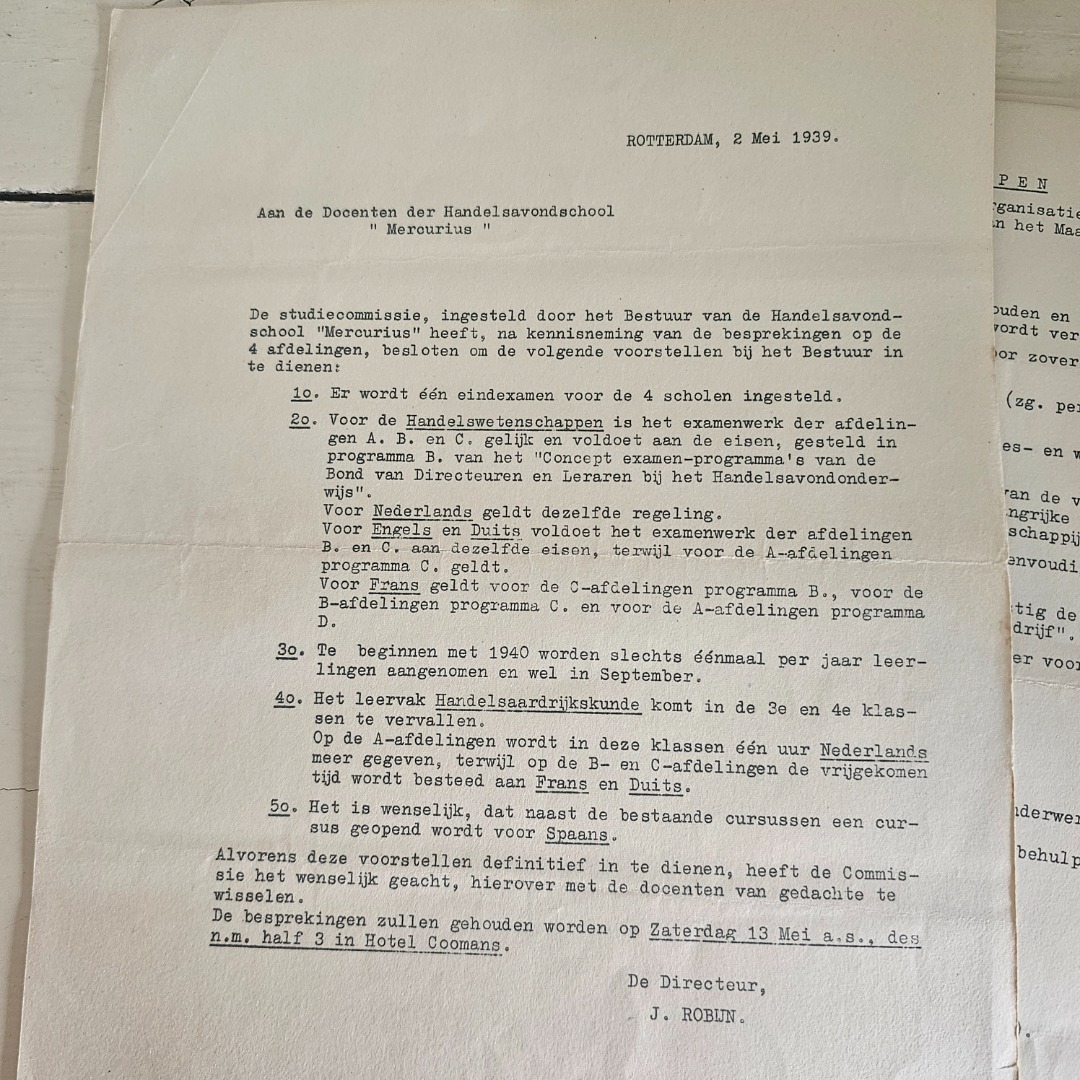 ROTTERDAM, 2 Mei 1939.
Aan de Docenten der Handelsavondschool
" Mercurius "
De studiecommissie, ingesteld door het Bestuur van de Handelsavond-
school "Mercurius" heeft, na kennisneming van de besprekingen op de
4 afdelingen, besloten om de volgende voorstellen bij het Bestuur in
te dienen:
1o. Er wordt één eindexamen voor de 4 scholen ingesteld.
2o. Voor de Handelswetenschappen is het examenwerk der afdelin-
gen A. B. en C. gelijk en voldoet aan de eisen, gesteld in
programma B. van het "Concept examen-programma's van de
Bond van Directeuren en Leraren bij het Handelsavondonder-
wijs".
Voor Nederlands geldt dezelfde regeling.
Voor Engels en Duits voldoet het examenwerk der afdelingen
B. en C. aan dezelfde eisen, terwijl voor de A-afdelingen
programma C. geldt.
Voor Frans geldt voor de C-afdelingen programma B., voor de
B-afdelingen programma C. en voor de A-afdelingen programma
D.
3o. Te beginnen met 1940 worden slechts éénmaal per jaar leer-
lingen aangenomen en wel in September.
4o. Het leervak Handelsaardrijkskunde komt in de 3e en 4e klas-
sen te vervallen.
Op de A-afdelingen wordt in deze klassen één uur Nederlands
meer gegeven, terwijl op de B- en C-afdelingen de vrijgekomen
tijd wordt besteed aan Frans en Duits.
5o. Het is wenselijk, dat naast de bestaande cursussen een cur-
sus geopend wordt voor Spaans.
Alvorens deze voorstellen definitief in te dienen, heeft de Commis-
sie het wenselijk geacht, hierover met de docenten van gedachte te
wisselen.
De besprekingen zullen gehouden worden op Zaterdag 13 Mei a.s., des
n.m. half 3 in Hotel Coomans.
De Directeur,
J. ROBIJN.
PEN
rganisatie
n het Maa
ouden en
wordt ver
oor zover
(zg. per
es- en w
van de v
ngrijke
schappij
envoudi
tig de
drijf".
er voor
nderwer
behulp
).